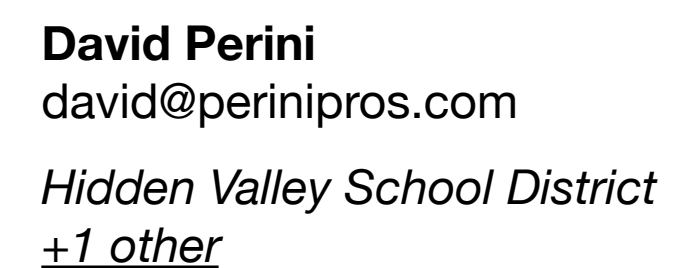 David Perini
david@perinipros.com
Hidden Valley School District
+1 other